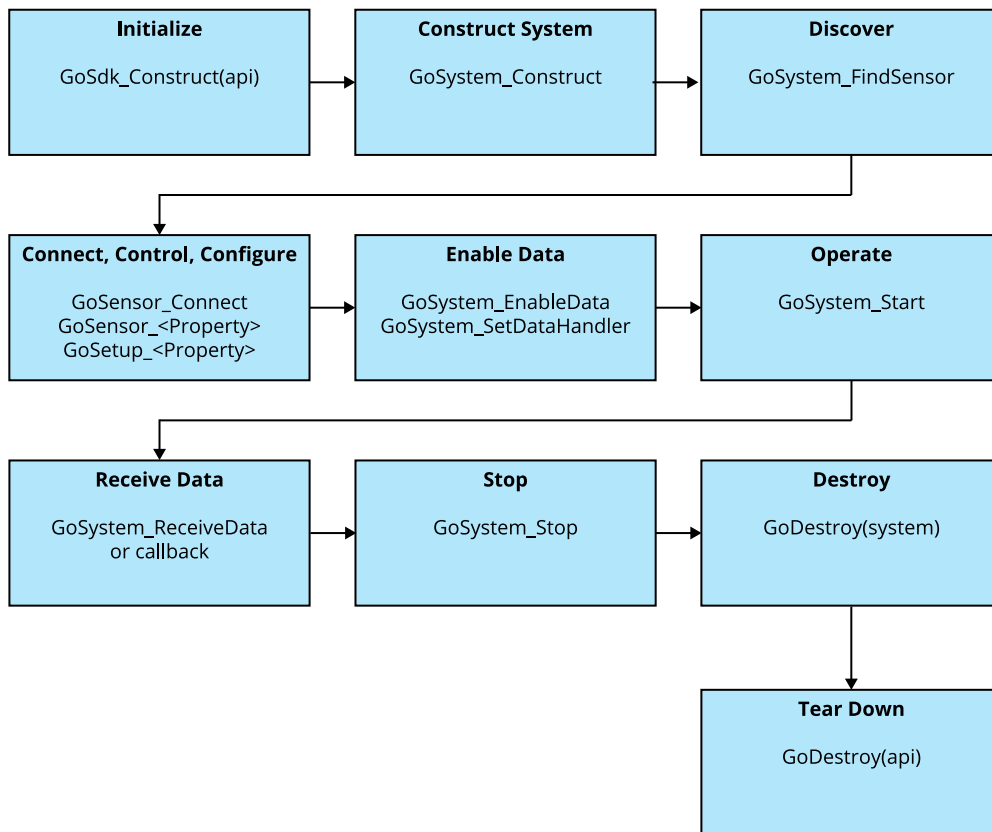 Initialize
GoSdk_Construct(api)
Construct System
GoSystem_Construct
Discover
GoSystem_FindSensor
Connect, Control, Configure
GoSensor_Connect
GoSensor_<Property>
GoSetup_<Property>
Enable Data
GoSystem_EnableData
GoSystem_SetDataHandler
Operate
GoSystem_Start
Receive Data
GoSystem_ReceiveData
or callback
Stop
GoSystem_Stop
Destroy
GoDestroy(system)
Tear Down
GoDestroy(api)